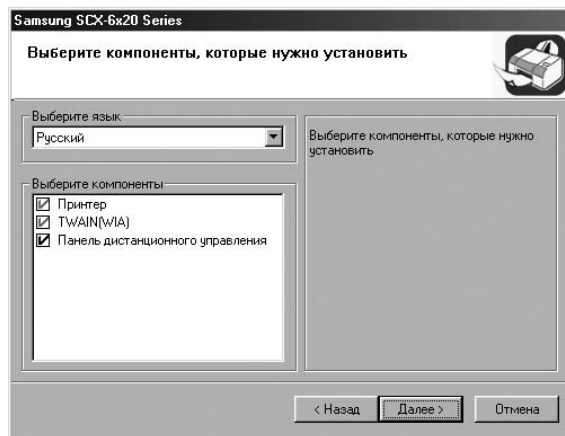 Samsung SCX-6x20 Series
Выберите компоненты, которые нужно установить
Выберите язык
Русский
Выберите компоненты
Принтер
TWAIN(WIA)
Панель дистанционного управления
Выберите компоненты, которые нужно
установить
< Назад
Далее >
Отмена